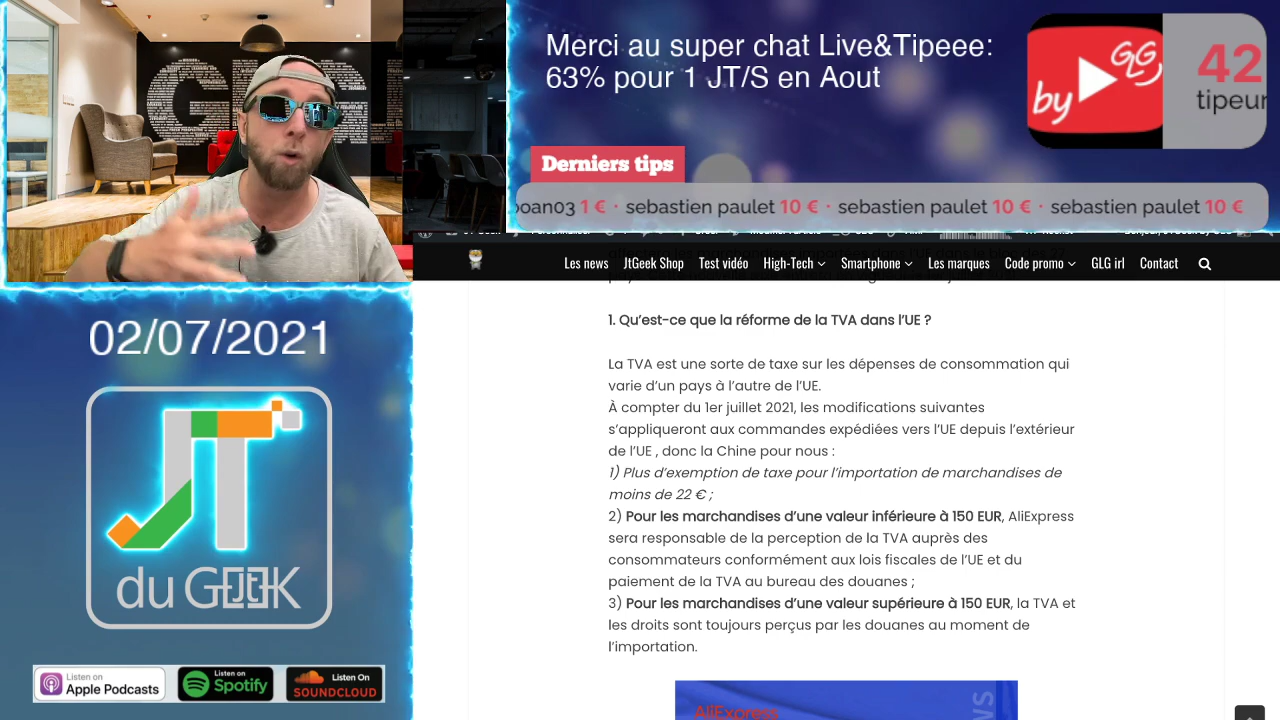 Merci au super chat Live&Tipeee:
63% pour 1 JT/S en Aout
by GLG
42
tipeur
Derniers tips
oan03 1 € · sebastien paulet 10 € · sebastien paulet 10 € · sebastien paulet 10 €
Les news JtGeek Shop Test vidéo High-Tech Smartphone Les marques Code promo GLG irl Contact
1. Qu’est-ce que la réforme de la TVA dans l’UE ?
La TVA est une sorte de taxe sur les dépenses de consommation qui
varie d’un pays à l’autre de l’UE.
À compter du 1er juillet 2021, les modifications suivantes
s’appliqueront aux commandes expédiées vers l’UE depuis l’extérieur
de l’UE , donc la Chine pour nous :
1) Plus d’exemption de taxe pour l’importation de marchandises de
moins de 22 € ;
2) Pour les marchandises d’une valeur inférieure à 150 EUR, AliExpress
sera responsable de la perception de la TVA auprès des
consommateurs conformément aux lois fiscales de l’UE et du
paiement de la TVA au bureau des douanes ;
3) Pour les marchandises d’une valeur supérieure à 150 EUR, la TVA et
les droits sont toujours perçus par les douanes au moment de
l’importation.
AliExpress
02/07/2021
JT
du GEEK
Listen on
Apple Podcasts
Listen on
Spotify
Listen On
SOUNDCLOUD